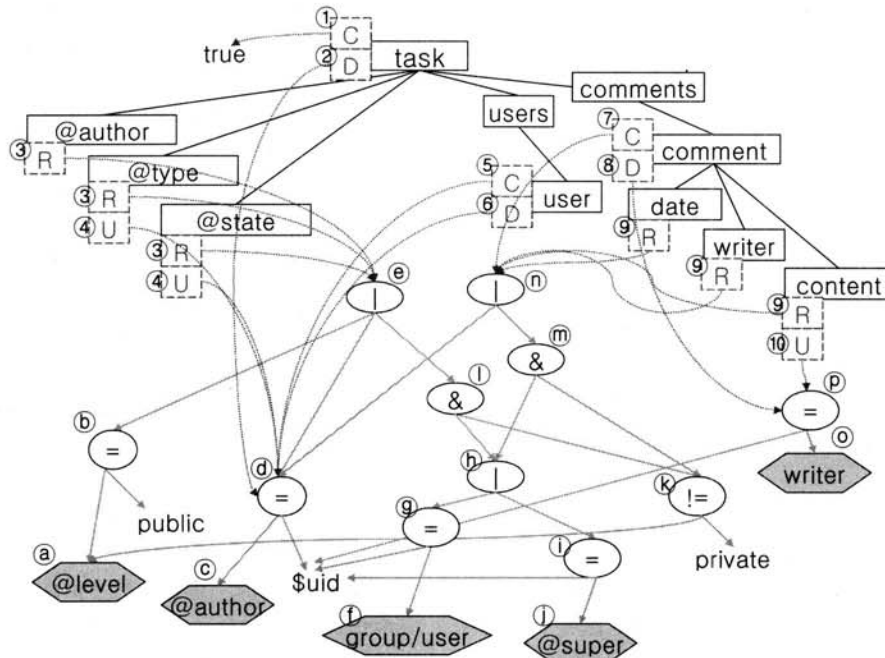 ① C
true
② D task
comments
users
@author
⑦ C
③ R
@type
⑤ C
⑧ D comment
③ R
⑥ D user
④ U
@state
date
⑨ R
③ R
writer
④ U
ⓔ |
| ⓝ
⑨ R
content
⑨ R
ⓜ &
⑩ U
ⓛ &
ⓟ =
ⓑ =
ⓞ writer
ⓗ |
ⓓ =
ⓚ !=
public
ⓖ =
ⓘ =
private
ⓐ @level
ⓒ @author
$uid
ⓕ group/user
ⓙ @super